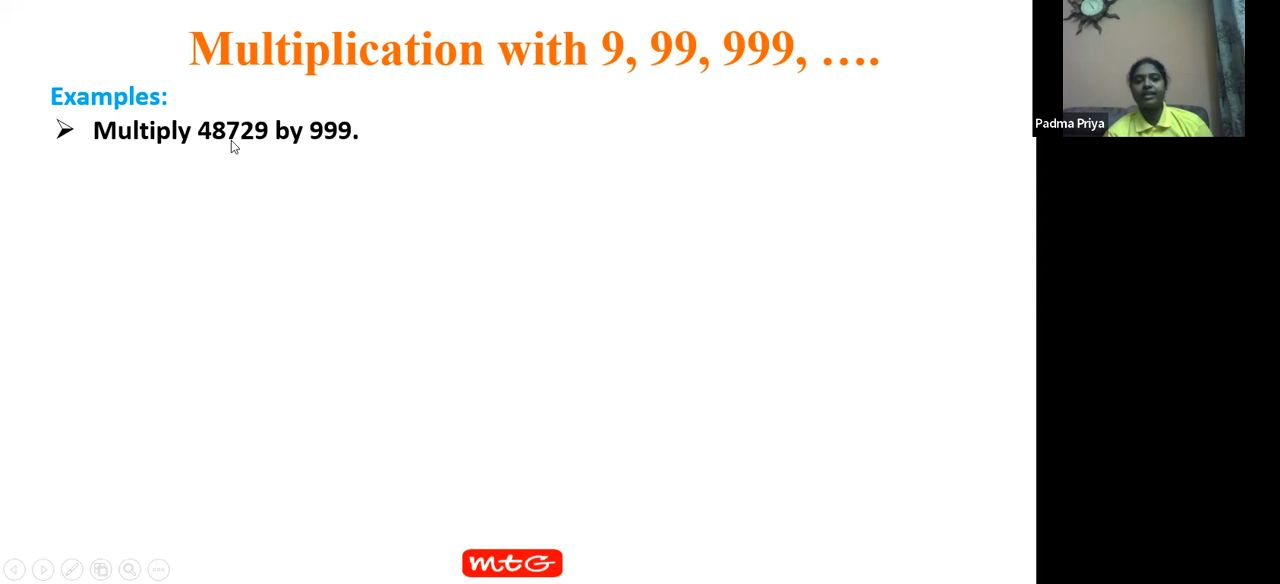 Multiplication with 9, 99, 999, ….
Examples:
➢ Multiply 48729 by 999.
Padma Priya
mtG